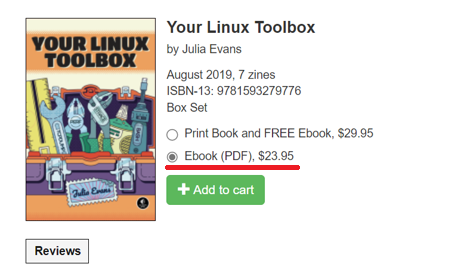 YOUR LINUX
TOOLBOX
Julia Evans
Your Linux Toolbox
by Julia Evans
August 2019, 7 zines
ISBN-13: 9781593279776
Box Set
Print Book and FREE Ebook, $29.95
Ebook (PDF), $23.95
Add to cart
Reviews